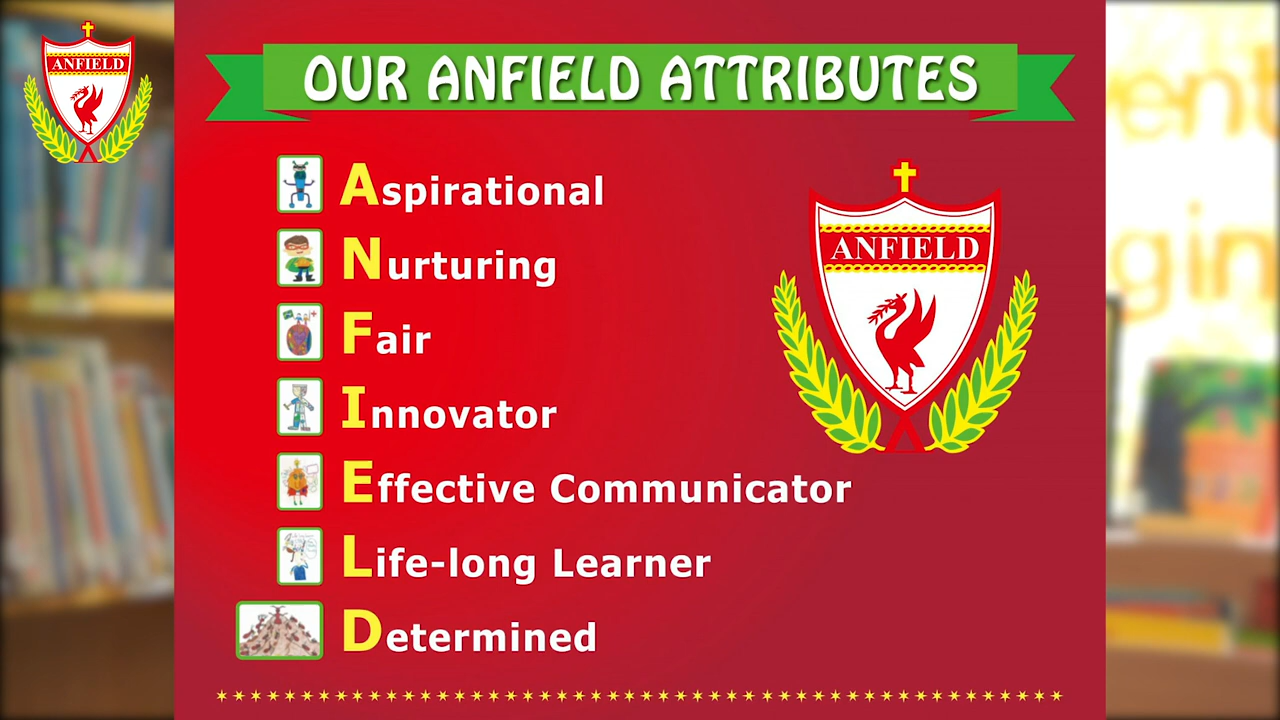 ANFIELD
OUR ANFIELD ATTRIBUTES
Aspirational
Nurturing
Fair
Innovator
Effective Communicator
Life-long Learner
Determined
ANFIELD